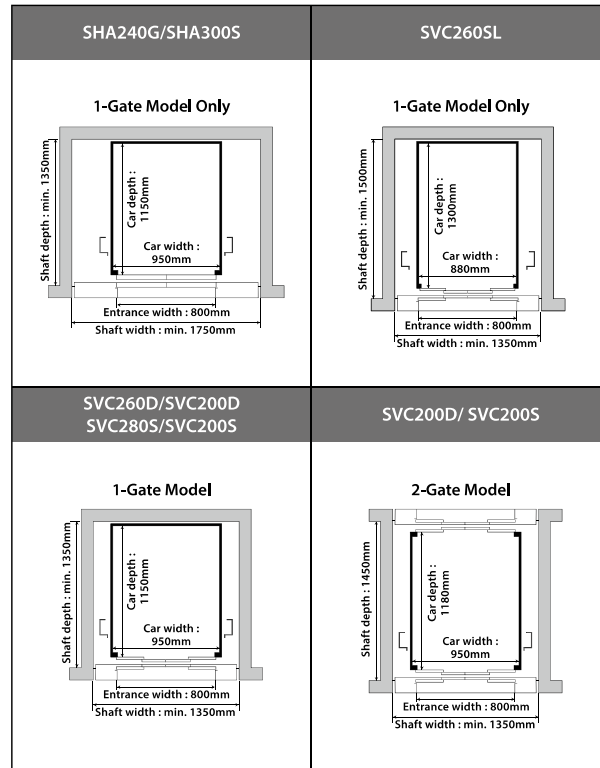 SHA240G/SHA300S
1-Gate Model Only
Shaft depth : min. 1350mm
Car depth :
1150mm
Car width :
950mm
Entrance width : 800mm
Shaft width : min. 1750mm
SVC260SL
1-Gate Model Only
Shaft depth : min. 1500mm
Car depth :
1300mm
Car width :
880mm
Entrance width : 800mm
Shaft width : min. 1350mm
SVC260D/SVC200D
SVC280S/SVC200S
1-Gate Model
Shaft depth : min. 1350mm
Car depth :
1150mm
Car width :
950mm
Entrance width : 800mm
Shaft width : min. 1350mm
SVC200D/ SVC200S
2-Gate Model
Shaft depth : 1450mm
Car depth :
1180mm
Car width :
950mm
Entrance width : 800mm
Shaft width : min. 1350mm